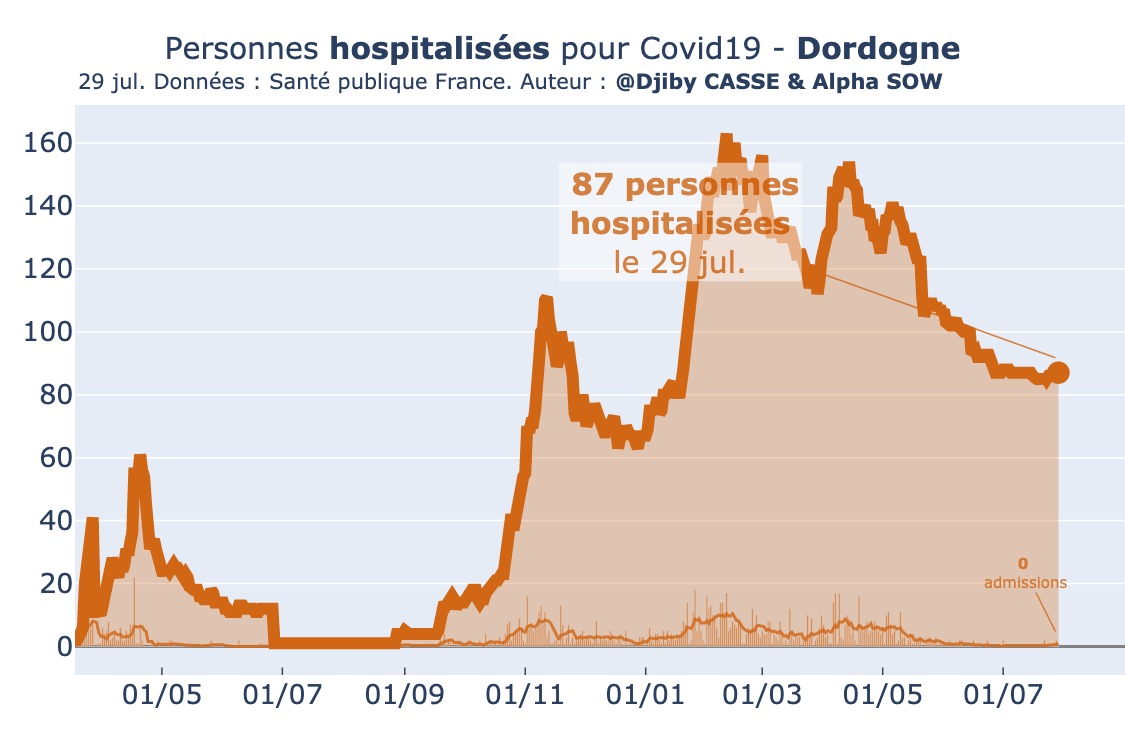 Personnes hospitalisées pour Covid19 - Dordogne
29 jul. Données : Santé publique France. Auteur : @Djiby CASSE & Alpha SOW
160
140
120
100
80
60
40
20
0
87 personnes
hospitalisées
le 29 jul.
0
admissions
01/05 01/07 01/09 01/11 01/01 01/03 01/05 01/07